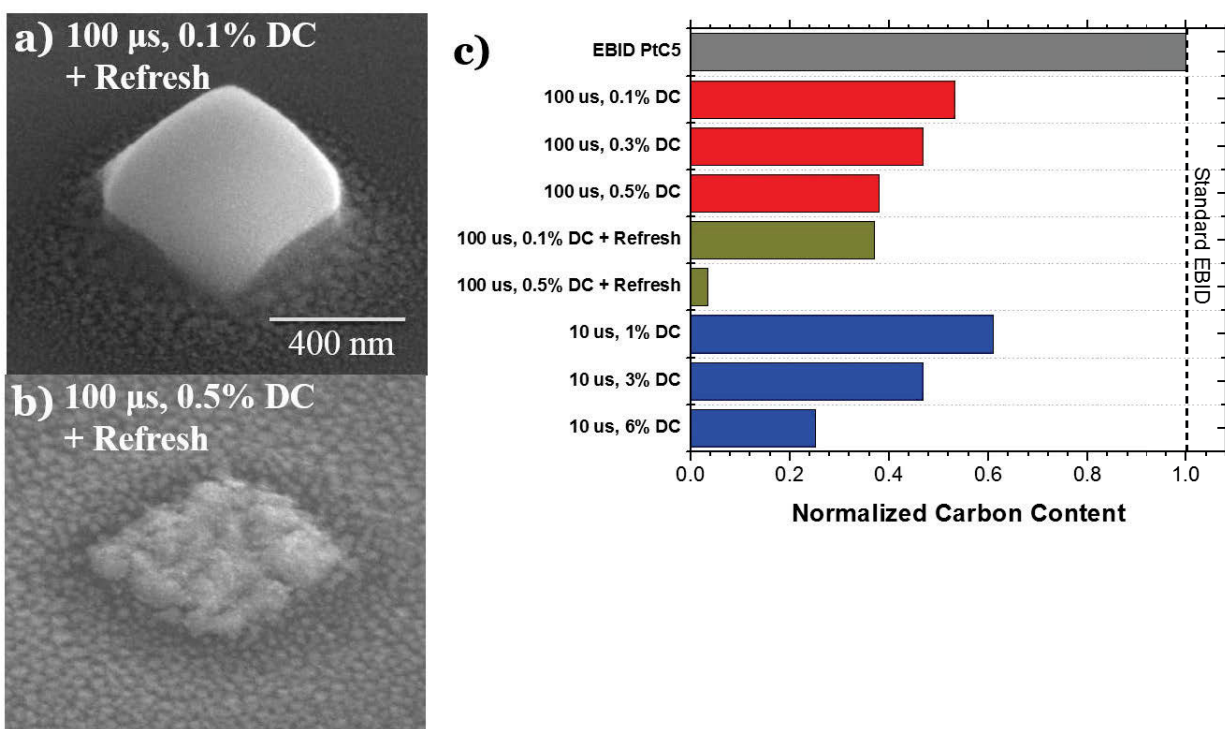 a) 100 μs, 0.1% DC
+ Refresh
400 nm
b) 100 μs, 0.5% DC
+ Refresh
c)
EBID PtC5
100 us, 0.1% DC
100 us, 0.3% DC
100 us, 0.5% DC
100 us, 0.1% DC + Refresh
100 us, 0.5% DC + Refresh
10 us, 1% DC
10 us, 3% DC
10 us, 6% DC
Standard EBID
0.0 0.2 0.4 0.6 0.8 1.0
Normalized Carbon Content